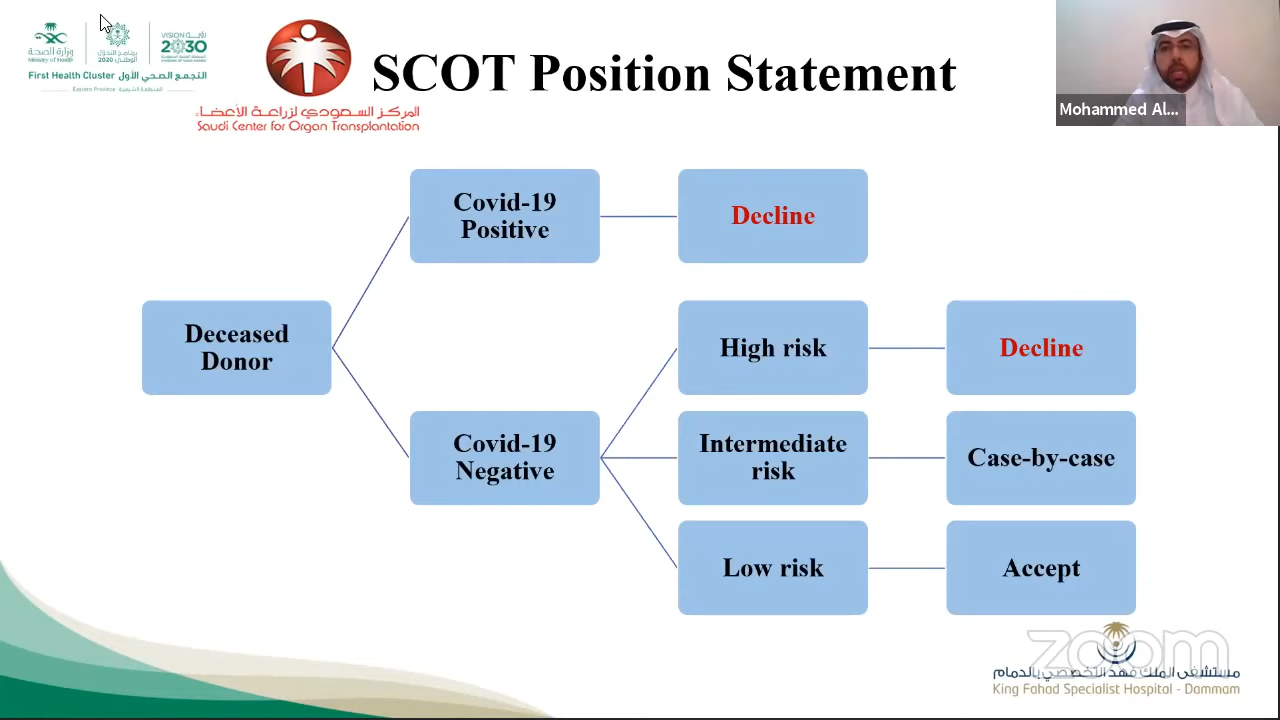 وزارة الصحة
Ministry of Health
رؤية VISION
2030
First Health Cluster التجمع الصحي الأول
Eastern Province
المركز السعودي لزراعة الأعضاء
Saudi Center for Organ Transplantation
SCOT Position Statement
Mohammed Al...
Covid-19
Positive
Decline
Deceased
Donor
High risk
Decline
Covid-19
Negative
Intermediate
risk
Case-by-case
Low risk
Accept
zoom
مستشفى الملك فهد التخصصي بالدمام
King Fahad Specialist Hospital - Dammam